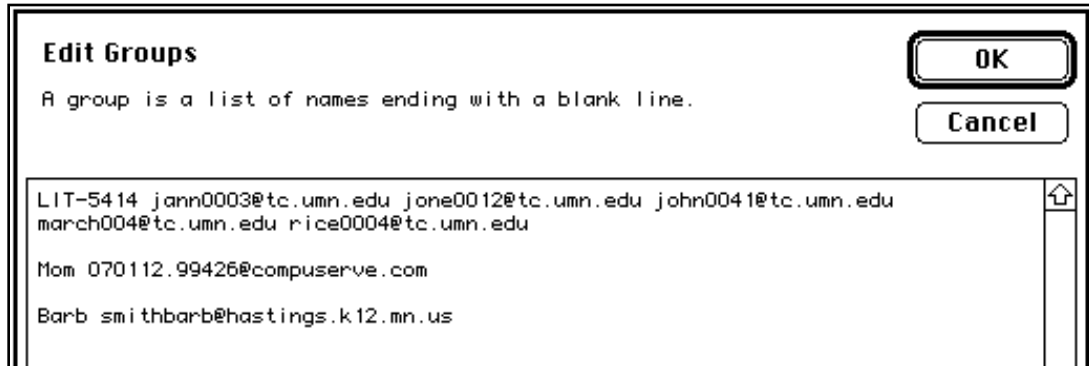 Edit Groups
OK
A group is a list of names ending with a blank line.
Cancel
LIT-5414 jann0003@tc.umn.edu jone0012@tc.umn.edu john0041@tc.umn.edu
march004@tc.umn.edu rice0004@tc.umn.edu
Mom 070112.99426@compuserve.com
Barb smithbarb@hastings.k12.mn.us